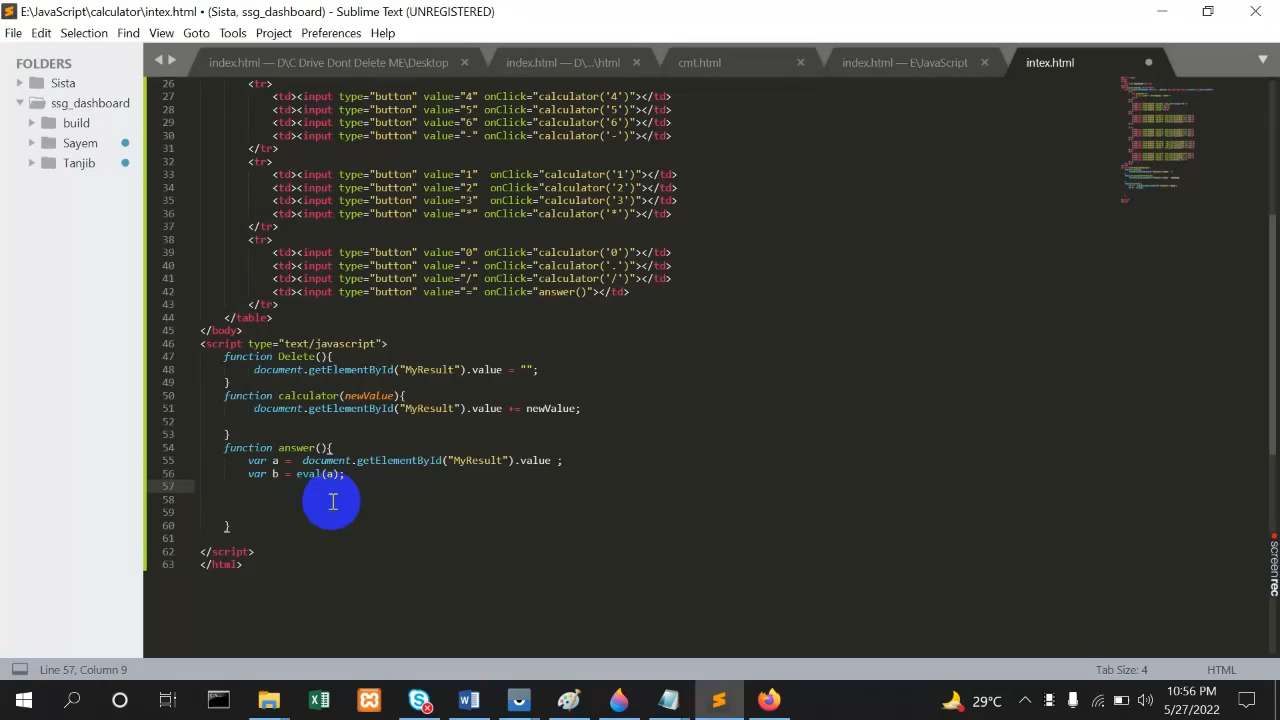 E:\JavaScript\calculator\intex.html • (Sista, ssg_dashboard) - Sublime Text (UNREGISTERED)
File Edit Selection Find View Goto Tools Project Preferences Help
FOLDERS
Sista
ssg_dashboard
build
Sayem
Tanjib
index.html — D\C Drive Dont Delete ME\Desktop
index.html — D\...\html
cmt.html
index.html — E\JavaScript
intex.html
26 <tr>
27 <td><input type="button" value="4" onClick="calculator('4')"></td>
28 <td><input type="button" value="5" onClick="calculator('5')"></td>
29 <td><input type="button" value="6" onClick="calculator('6')"></td>
30 <td><input type="button" value="-" onClick="calculator('-')"></td>
31 </tr>
32 <tr>
33 <td><input type="button" value="1"  onClick="calculator('1')"></td>
34 <td><input type="button" value="2"  onClick="calculator('2')"></td>
35 <td><input type="button" value="3"  onClick="calculator('3')"></td>
36 <td><input type="button" value="*" onClick="calculator('*')"></td>
37 </tr>
38 <tr>
39 <td><input type="button" value="0" onClick="calculator('0')"></td>
40 <td><input type="button" value="." onClick="calculator('.')"></td>
41 <td><input type="button" value="/" onClick="calculator('/')"></td>
42 <td><input type="button" value="=" onClick="answer()"></td>
43 </tr>
44 </table>
45 </body>
46 <script type="text/javascript">
47 function Delete(){
48 document.getElementById("MyResult").value = "";
49 }
50 function calculator(newValue){
51 document.getElementById("MyResult").value += newValue;
52
53 }
54 function answer(){
55 var a =  document.getElementById("MyResult").value ;
56 var b = eval(a);
57
58
59
60 }
61
62 </script>
63 </html>
screenrec
Line 57, Column 9
Tab Size: 4
HTML
29°C
10:56 PM
5/27/2022